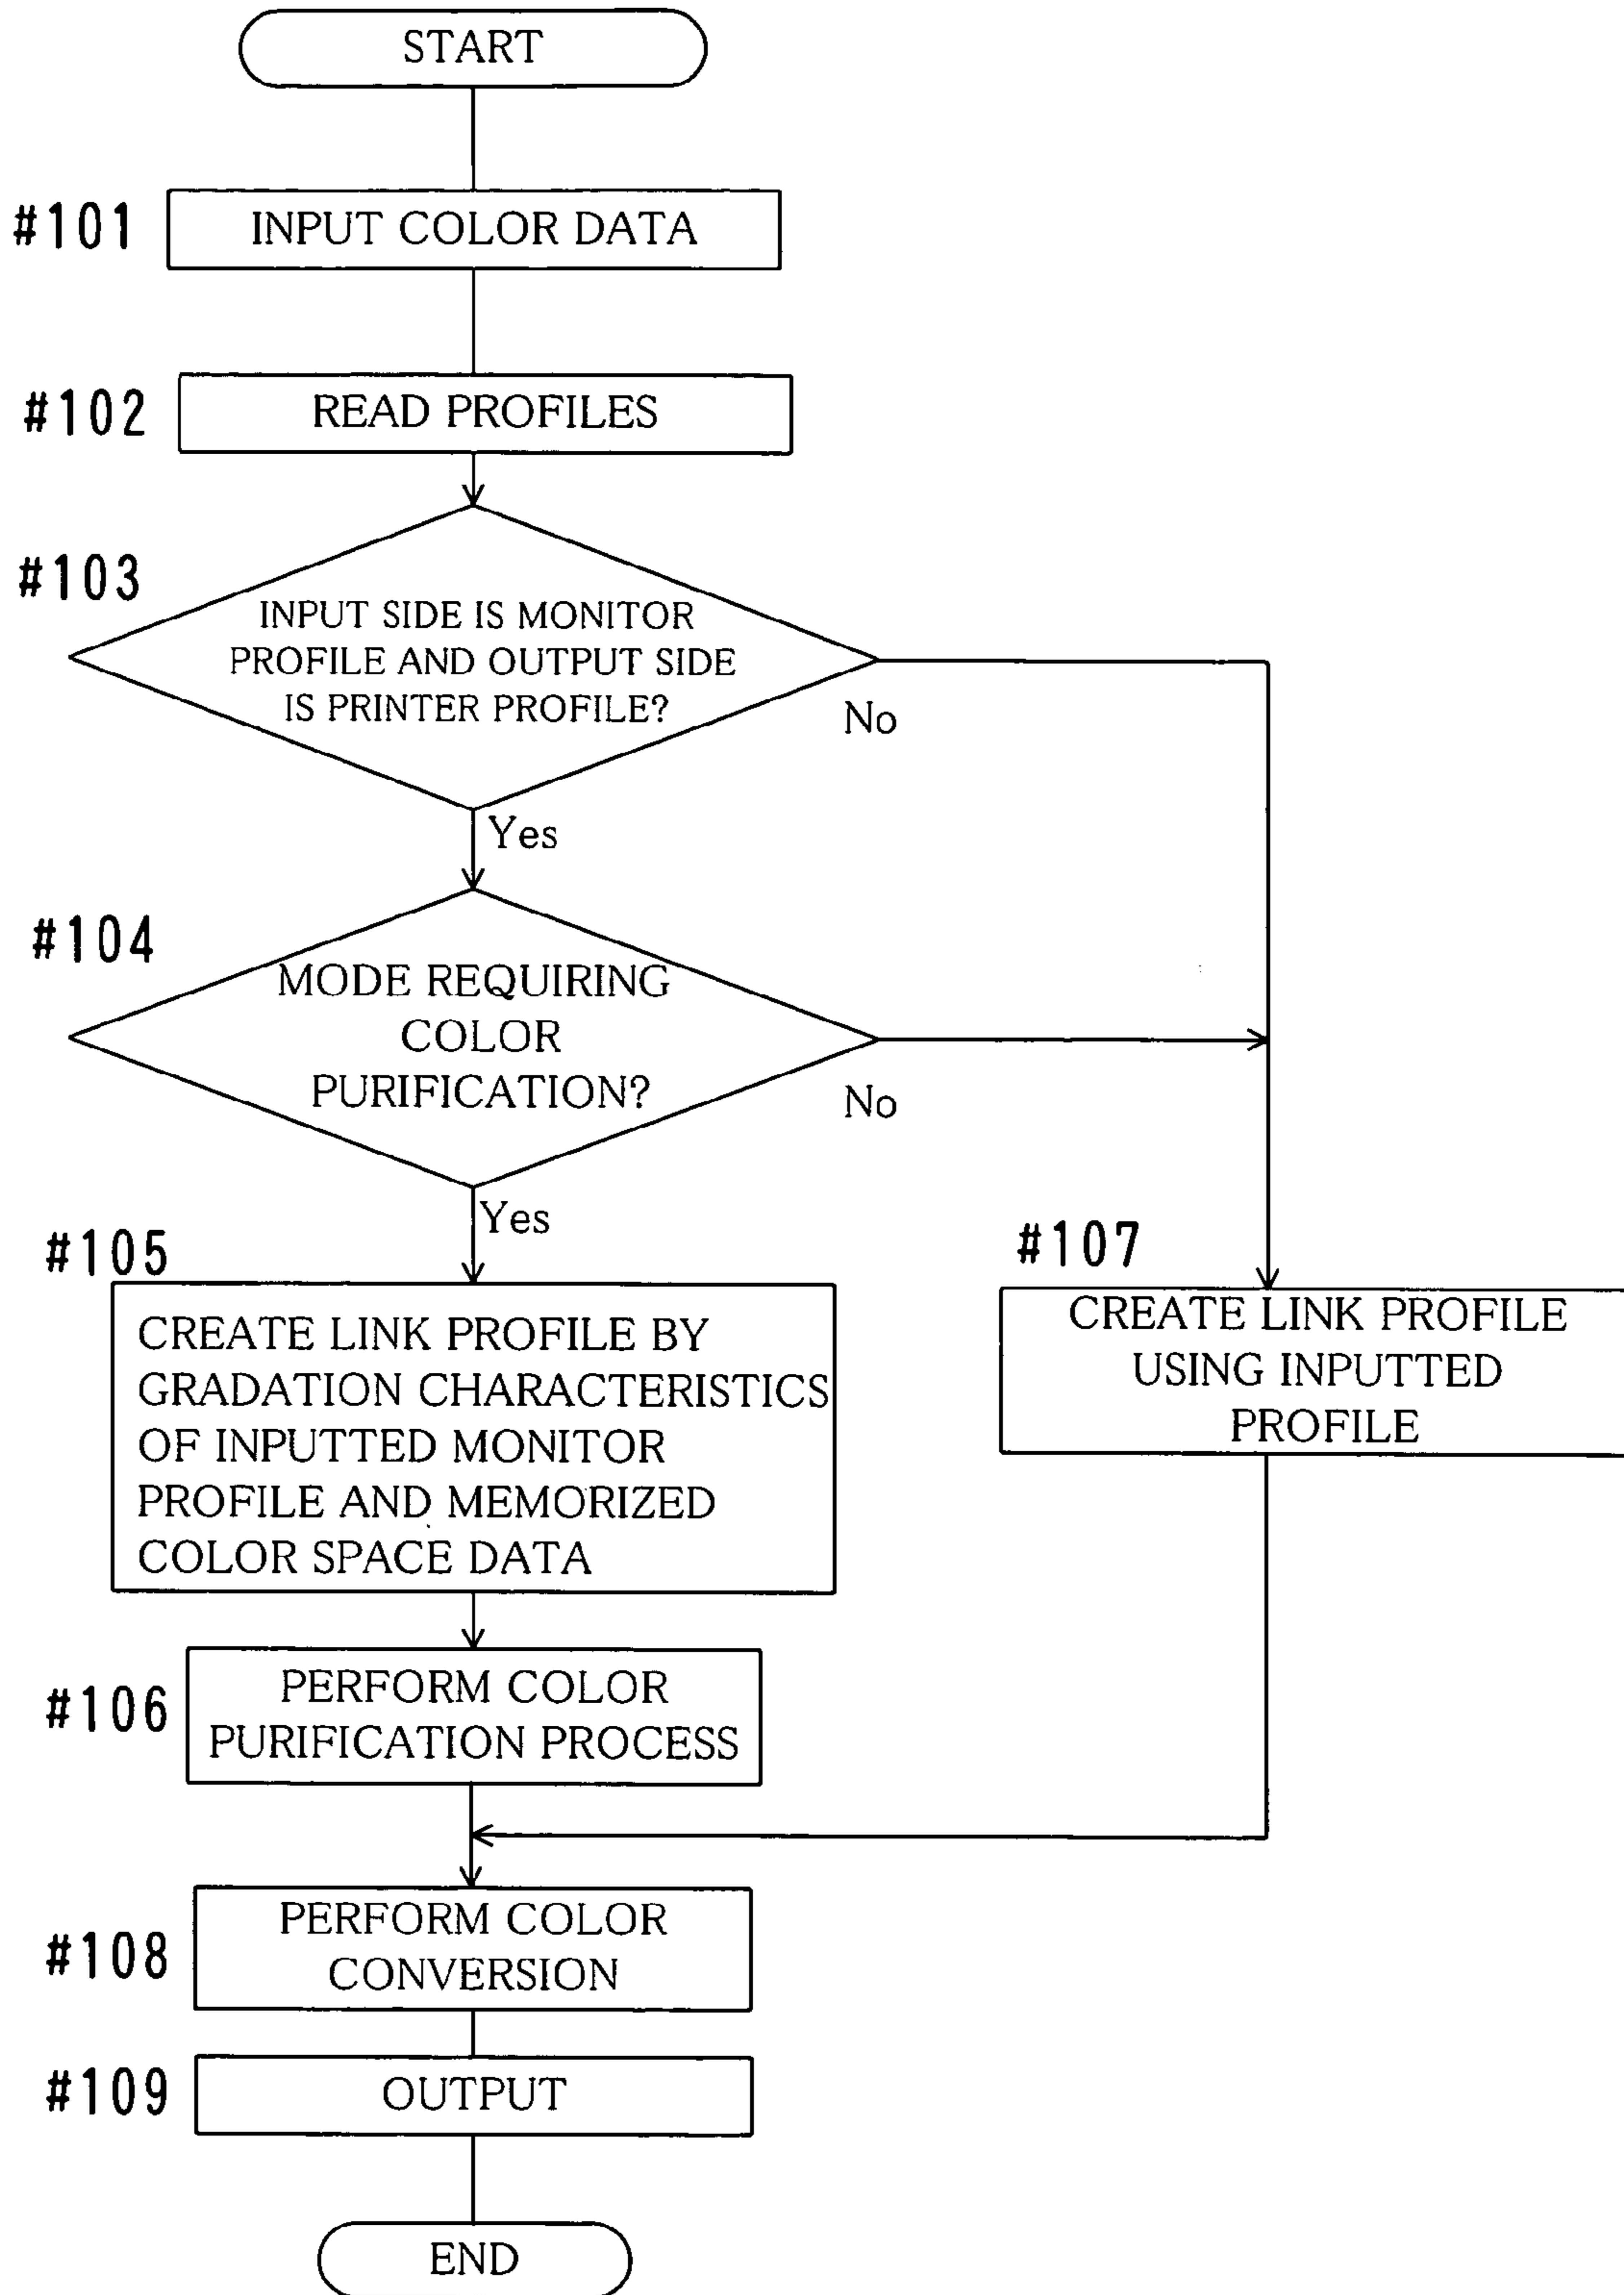 START
#101
INPUT COLOR DATA
#102
READ PROFILES
#103
INPUT SIDE IS MONITOR
PROFILE AND OUTPUT SIDE
IS PRINTER PROFILE?
No
Yes
#104
MODE REQUIRING
COLOR
PURIFICATION?
No
Yes
#105
CREATE LINK PROFILE BY
GRADATION CHARACTERISTICS
OF INPUTTED MONITOR
PROFILE AND MEMORIZED
COLOR SPACE DATA
#107
CREATE LINK PROFILE
USING INPUTTED
PROFILE
#106
PERFORM COLOR
PURIFICATION PROCESS
#108
PERFORM COLOR
CONVERSION
#109
OUTPUT
END